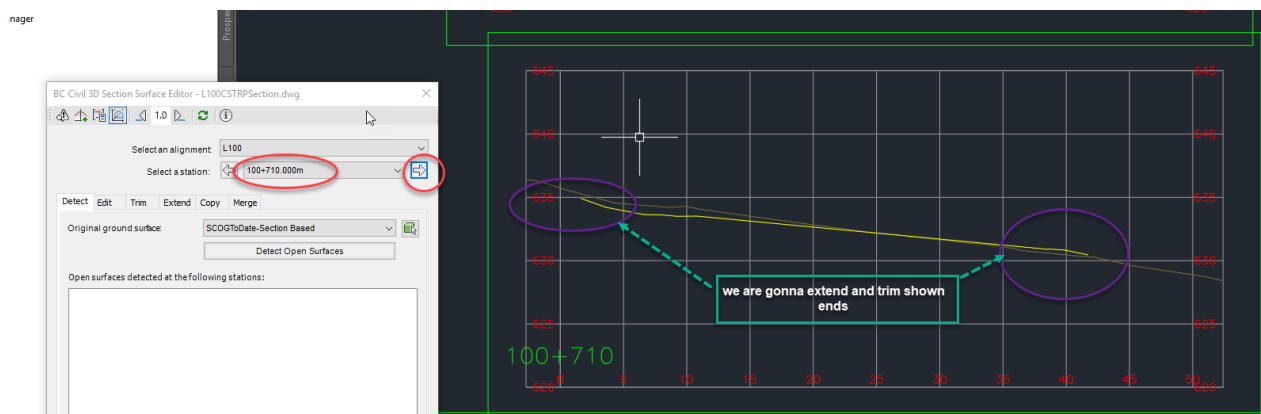 nager
Prospe
BC Civil 3D Section Surface Editor - L100CSTRPSection.dwg
1.0
Select an alignment L100
Select a station: 100+710.000m
Detect Edit Trim Extend Copy Merge
Original ground surface: SCOGToDate-Section Based
Detect Open Surfaces
Open surfaces detected at the following stations:
645 645
640 640
635 635
630 630
we are gonna extend and trim shown
ends
625 625
100+710
620 0 5 10 15 20 25 30 35 40 45 50 620